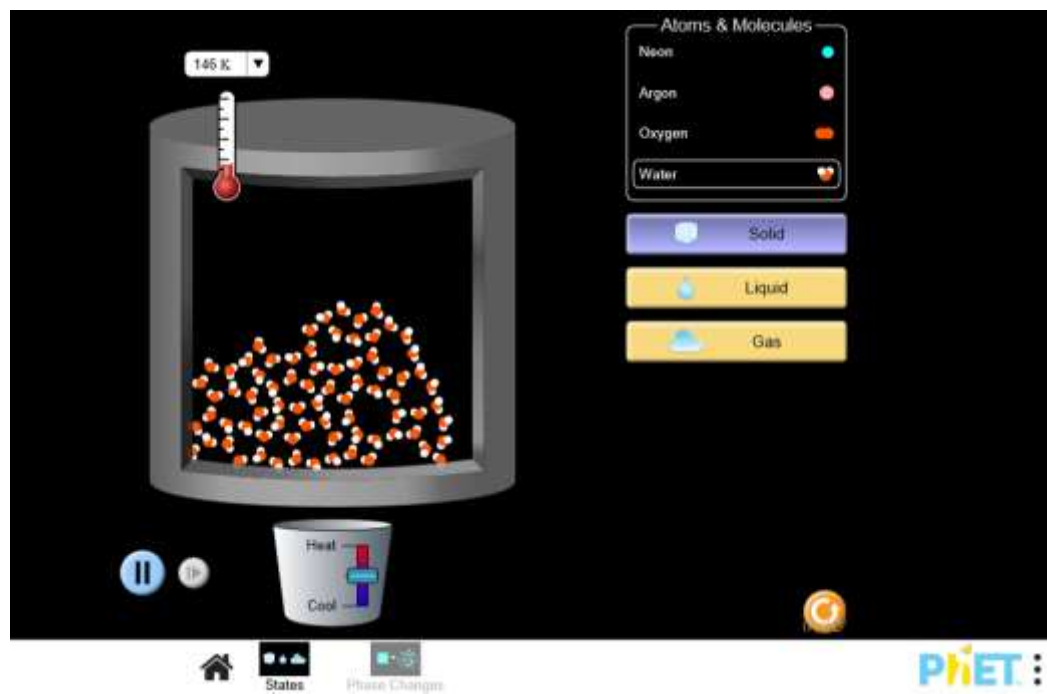 146 K
Atoms & Molecules
Neon
Argon
Oxygen
Water
Solid
Liquid
Gas
Heat
Cool
States
Phase Changes
PhET